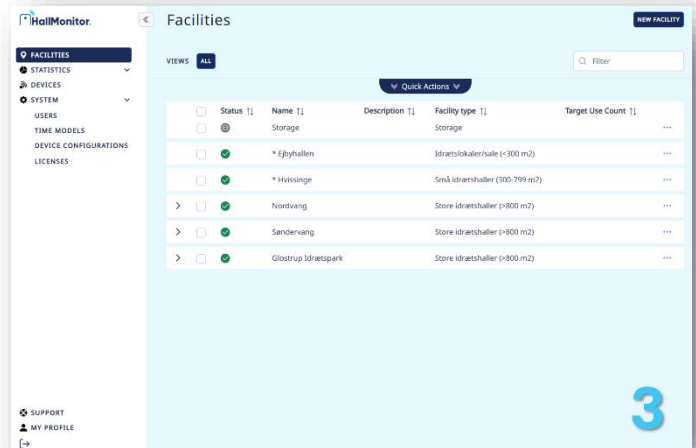 HallMonitor.
Facilities
NEW FACILITY
FACILITIES
STATISTICS
DEVICES
SYSTEM
USERS
TIME MODELS
DEVICE CONFIGURATIONS
LICENSES
VIEWS ALL
Filter
Quick Actions
Status Name Description Facility type Target Use Count
Storage Storage
* Ejbyhallen Idrætslokaler/sale (<300 m2)
* Hvissinge Små idrætshaller (300-799 m2)
Nordvang Store idrætshaller (>800 m2)
Søndervang Store idrætshaller (>800 m2)
Glostrup Idrætspark Store idrætshaller (>800 m2)
SUPPORT
MY PROFILE
3